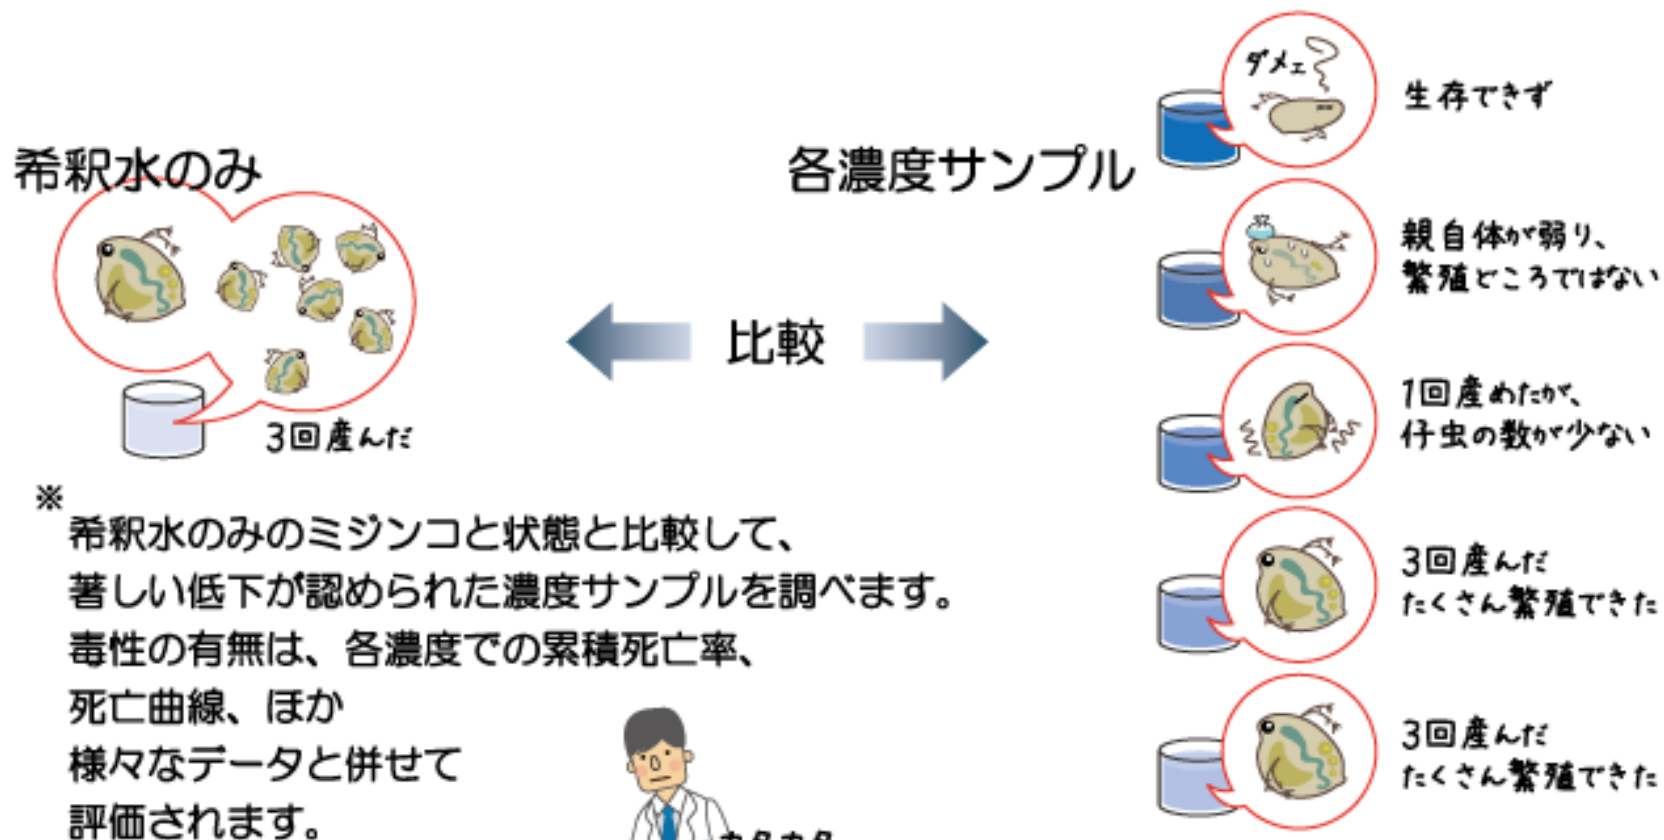 希釈水のみ
3回産んだ
比較
各濃度サンプル
ダメェ
生存できず
親自体が弱り、
繁殖どころではない
1回産めたが、
仔虫の数が少ない
3回産んだ
たくさん繁殖できた
3回産んだ
たくさん繁殖できた
※
希釈水のみのミジンコと状態と比較して、
著しい低下が認められた濃度サンプルを調べます。
毒性の有無は、各濃度での累積死亡率、
死亡曲線、ほか
様々なデータと併せて
評価されます。